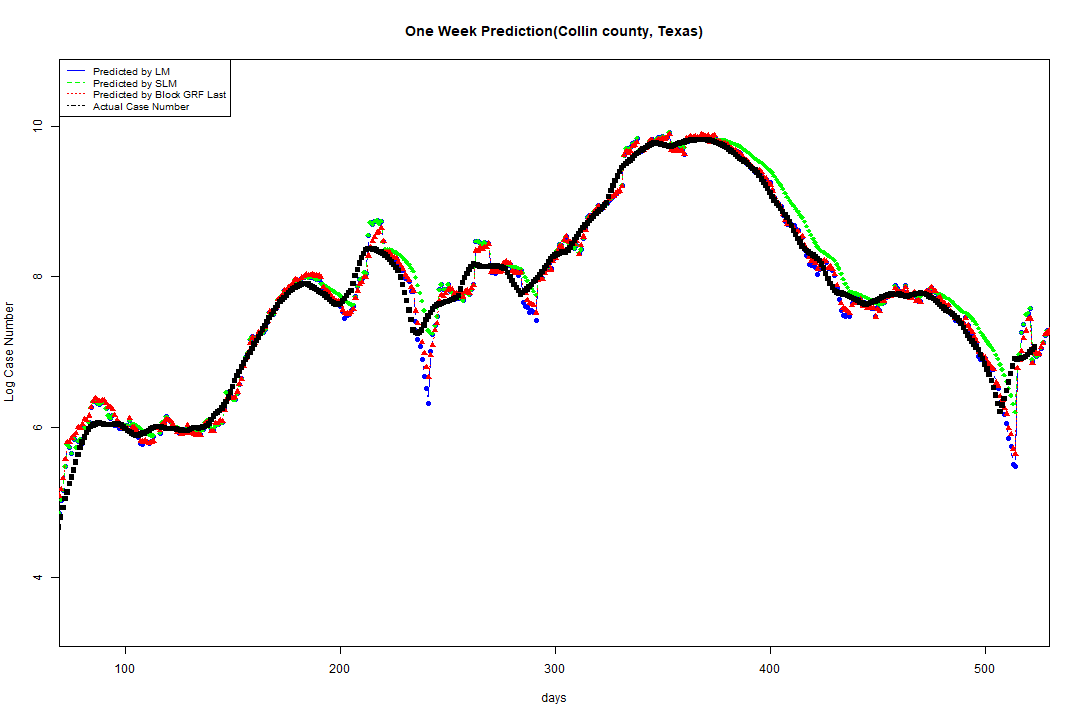 One Week Prediction(Collin county, Texas)
Predicted by LM
Predicted by SLM
Predicted by Block GRF Last
Actual Case Number
10
8
6
4
Log Case Number
100 200 300 400 500
days